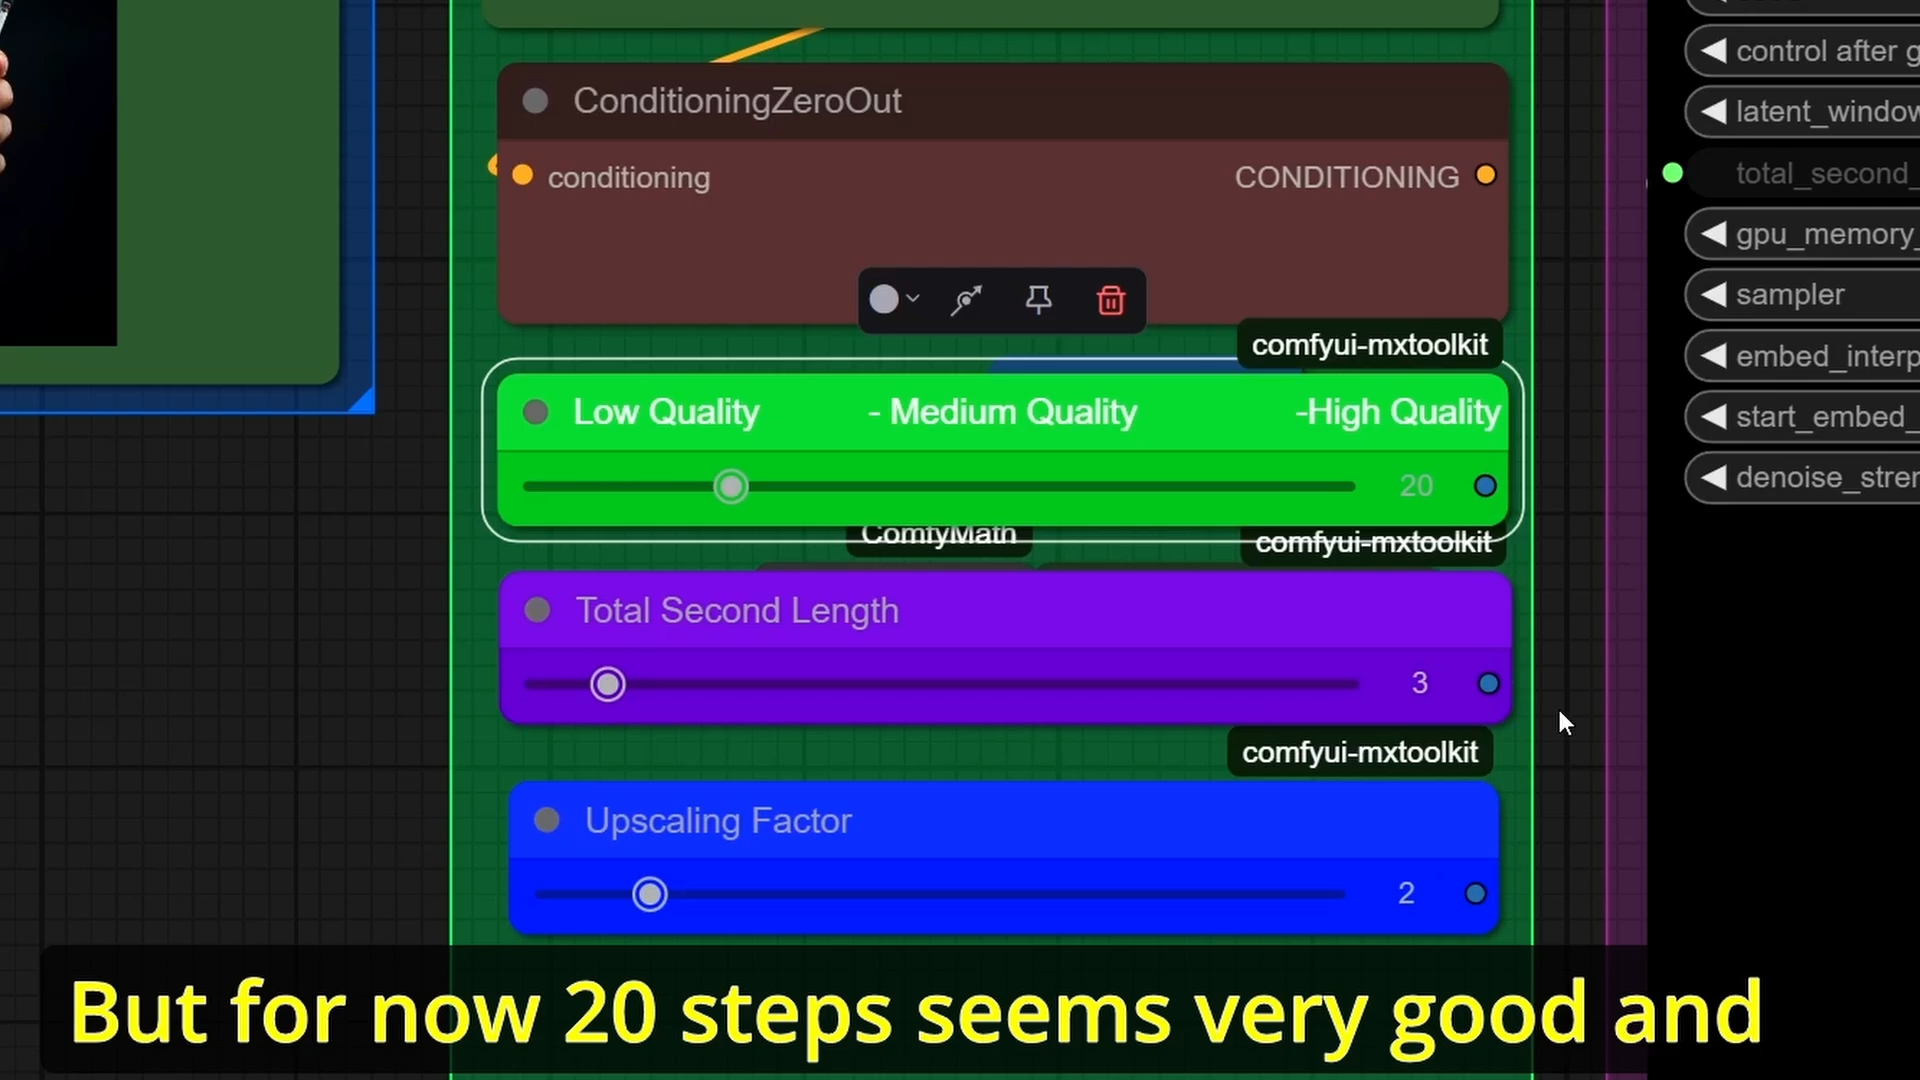 ConditioningZeroOut
conditioning
CONDITIONING
comfyui-mxtoolkit
Low Quality - Medium Quality -High Quality
20
ComfyMath
comfyui-mxtoolkit
Total Second Length
3
comfyui-mxtoolkit
Upscaling Factor
2
control after g
latent_window
total_second_
gpu_memory_
sampler
embed_interp
start_embed_
denoise_stren
But for now 20 steps seems very good and